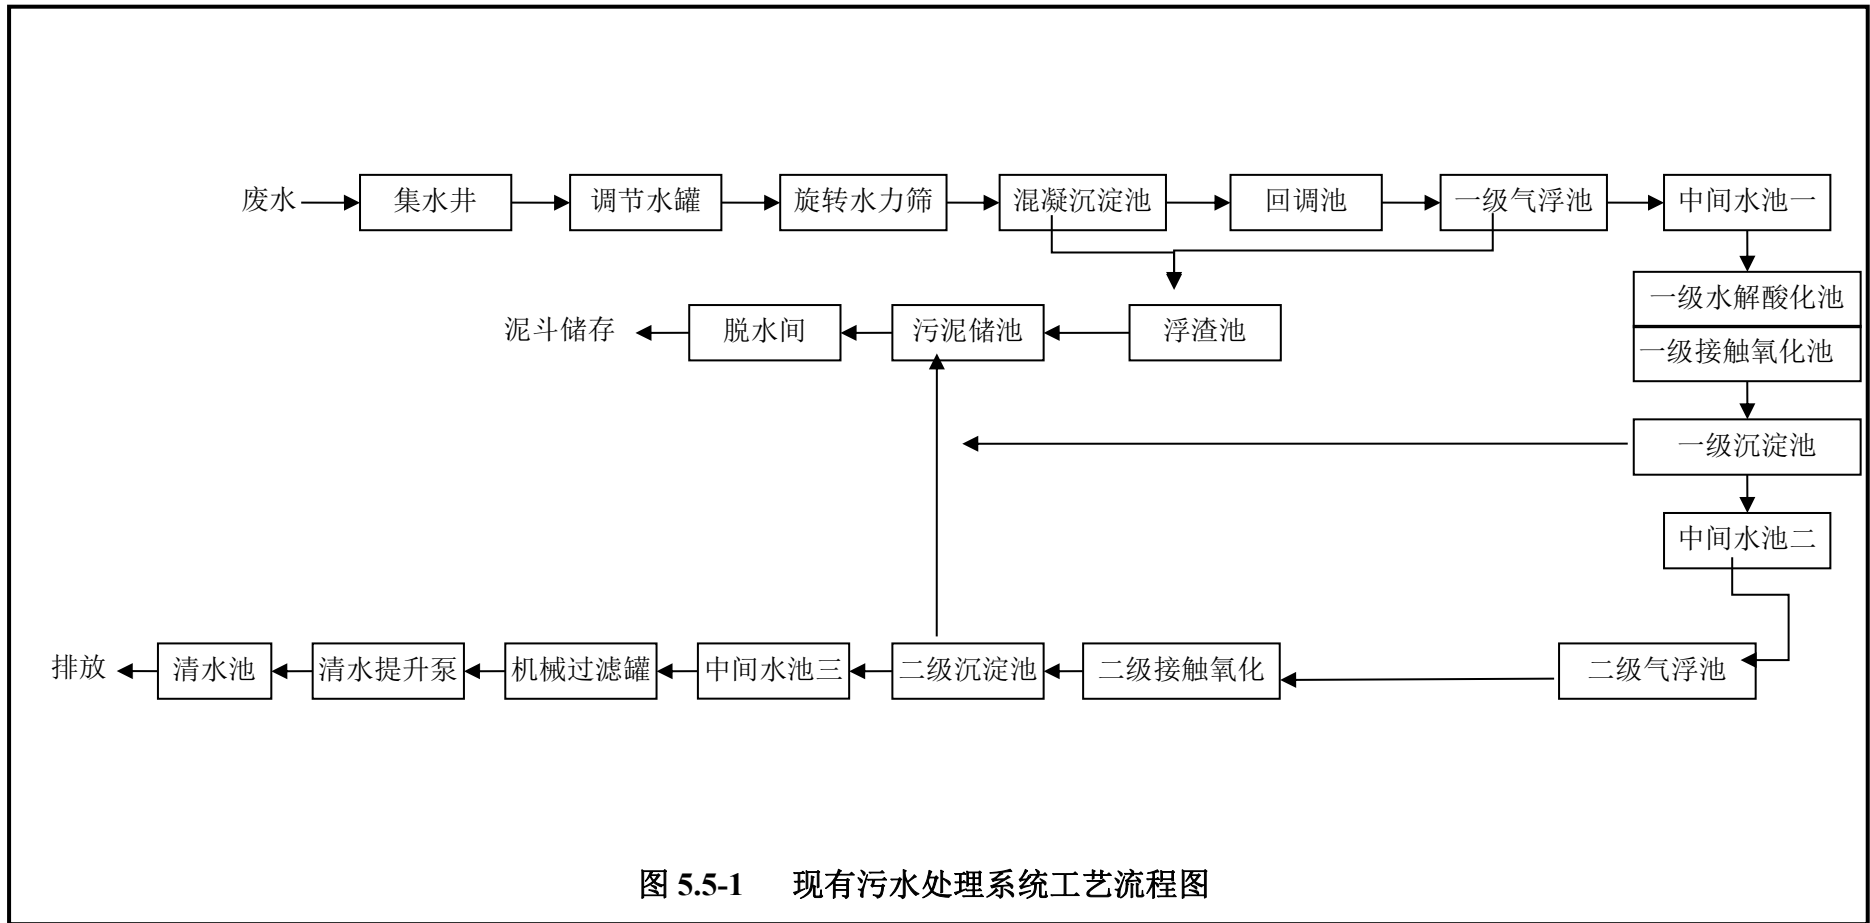 废水
集水井
调节水罐
旋转水力筛
混凝沉淀池
回调池
一级气浮池
中间水池一
一级水解酸化池
泥斗储存
脱水间
污泥储池
浮渣池
一级接触氧化池
一级沉淀池
中间水池二
排放
清水池
清水提升泵
机械过滤罐
中间水池三
二级沉淀池
二级接触氧化
二级气浮池
图 5.5-1 现有污水处理系统工艺流程图